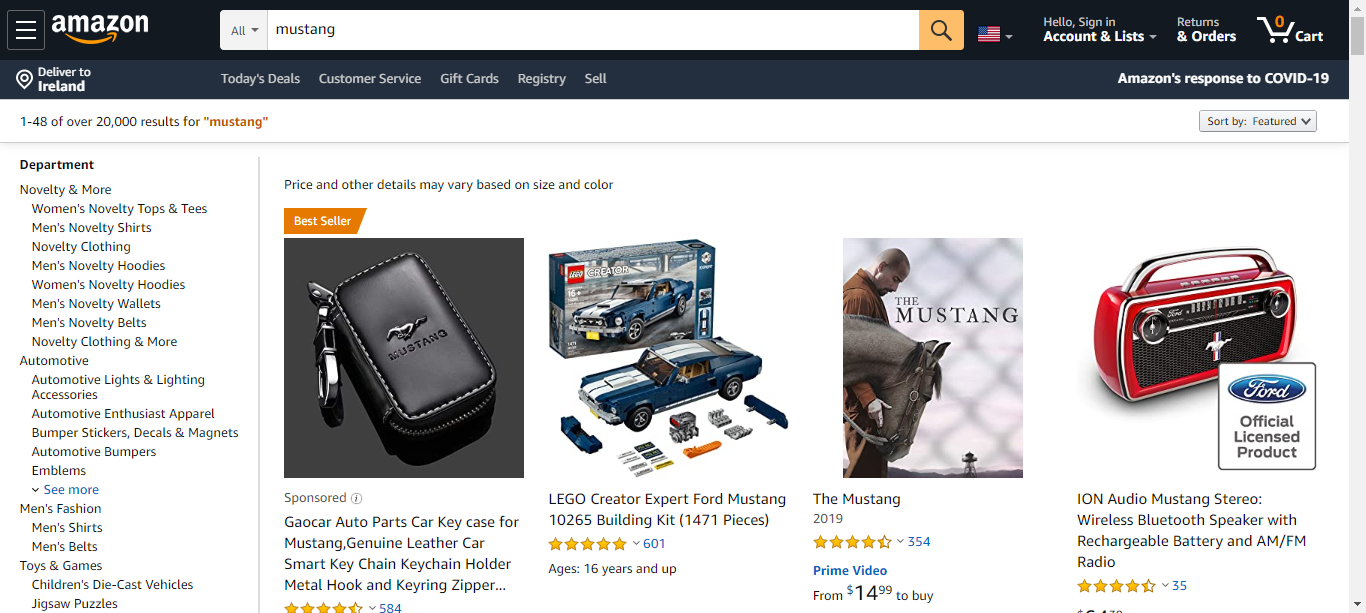 amazon
All
mustang
Hello, Sign in
Account & Lists
Returns
& Orders
0
Cart
Deliver to
Ireland
Today's Deals
Customer Service
Gift Cards
Registry
Sell
Amazon's response to COVID-19
1-48 of over 20,000 results for "mustang"
Sort by: Featured
Department
Novelty & More
Women's Novelty Tops & Tees
Men's Novelty Shirts
Novelty Clothing
Men's Novelty Hoodies
Women's Novelty Hoodies
Men's Novelty Wallets
Men's Novelty Belts
Novelty Clothing & More
Automotive
Automotive Lights & Lighting
Accessories
Automotive Enthusiast Apparel
Bumper Stickers, Decals & Magnets
Automotive Bumpers
Emblems
See more
Men's Fashion
Men's Shirts
Men's Belts
Toys & Games
Children's Die-Cast Vehicles
Jigsaw Puzzles
Price and other details may vary based on size and color
Best Seller
MUSTANG
Sponsored
Gaocar Auto Parts Car Key case for
Mustang,Genuine Leather Car
Smart Key Chain Keychain Holder
Metal Hook and Keyring Zipper...
584
LEGO
CREATOR
16+
LEGO Creator Expert Ford Mustang
10265 Building Kit (1471 Pieces)
601
Ages: 16 years and up
THE
MUSTANG
The Mustang
2019
354
Prime Video
From $14.99 to buy
Ford
Ford
Official
Licensed
Product
ION Audio Mustang Stereo:
Wireless Bluetooth Speaker with
Rechargeable Battery and AM/FM
Radio
35